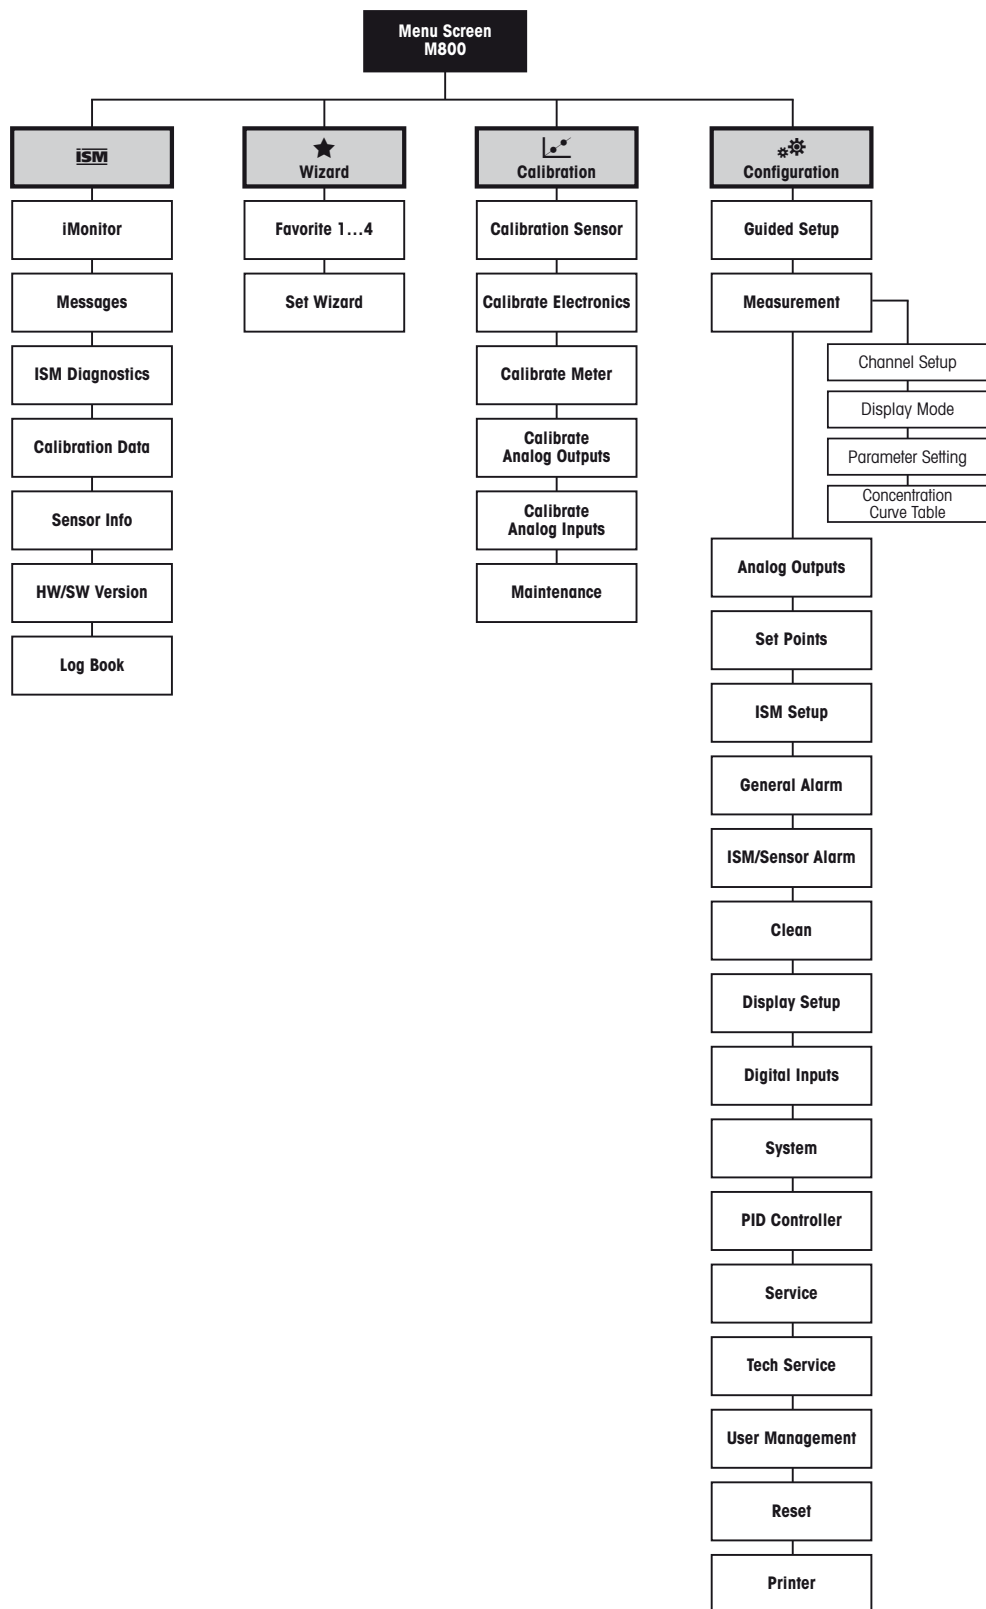 Menu Screen
M800
ISM
Wizard
Calibration
Configuration
iMonitor
Messages
ISM Diagnostics
Calibration Data
Sensor Info
HW/SW Version
Log Book
Favorite 1...4
Set Wizard
Calibration Sensor
Calibrate Electronics
Calibrate Meter
Calibrate
Analog Outputs
Calibrate
Analog Inputs
Maintenance
Guided Setup
Measurement
Channel Setup
Display Mode
Parameter Setting
Concentration
Curve Table
Analog Outputs
Set Points
ISM Setup
General Alarm
ISM/Sensor Alarm
Clean
Display Setup
Digital Inputs
System
PID Controller
Service
Tech Service
User Management
Reset
Printer